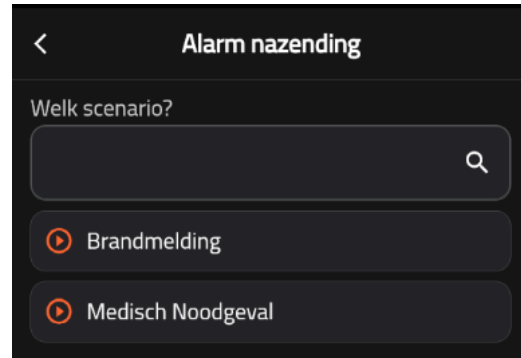 Alarm nazending
Welk scenario?
Brandmelding
Medisch Noodgeval